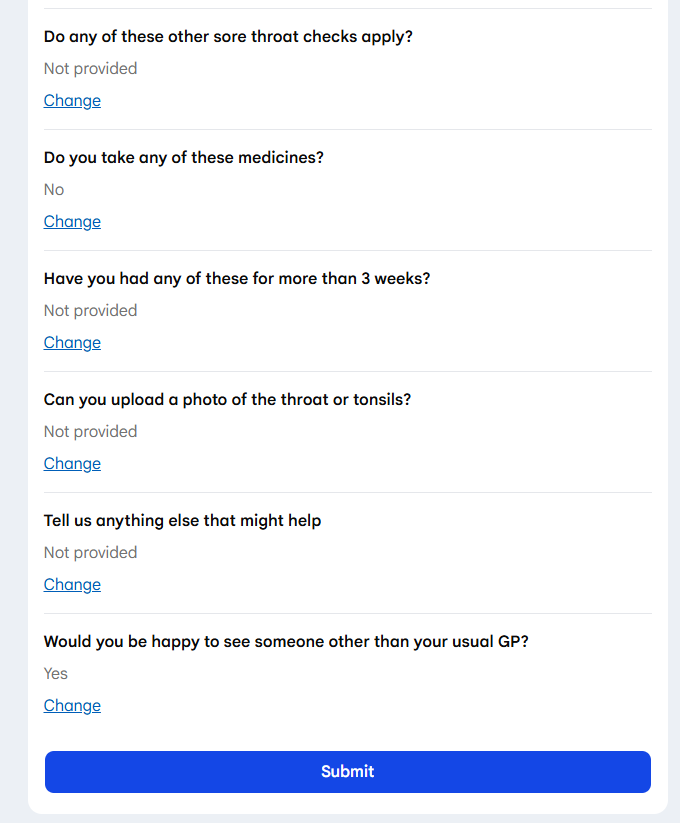 Do any of these other sore throat checks apply?
Not provided
Change
Do you take any of these medicines?
No
Change
Have you had any of these for more than 3 weeks?
Not provided
Change
Can you upload a photo of the throat or tonsils?
Not provided
Change
Tell us anything else that might help
Not provided
Change
Would you be happy to see someone other than your usual GP?
Yes
Change
Submit